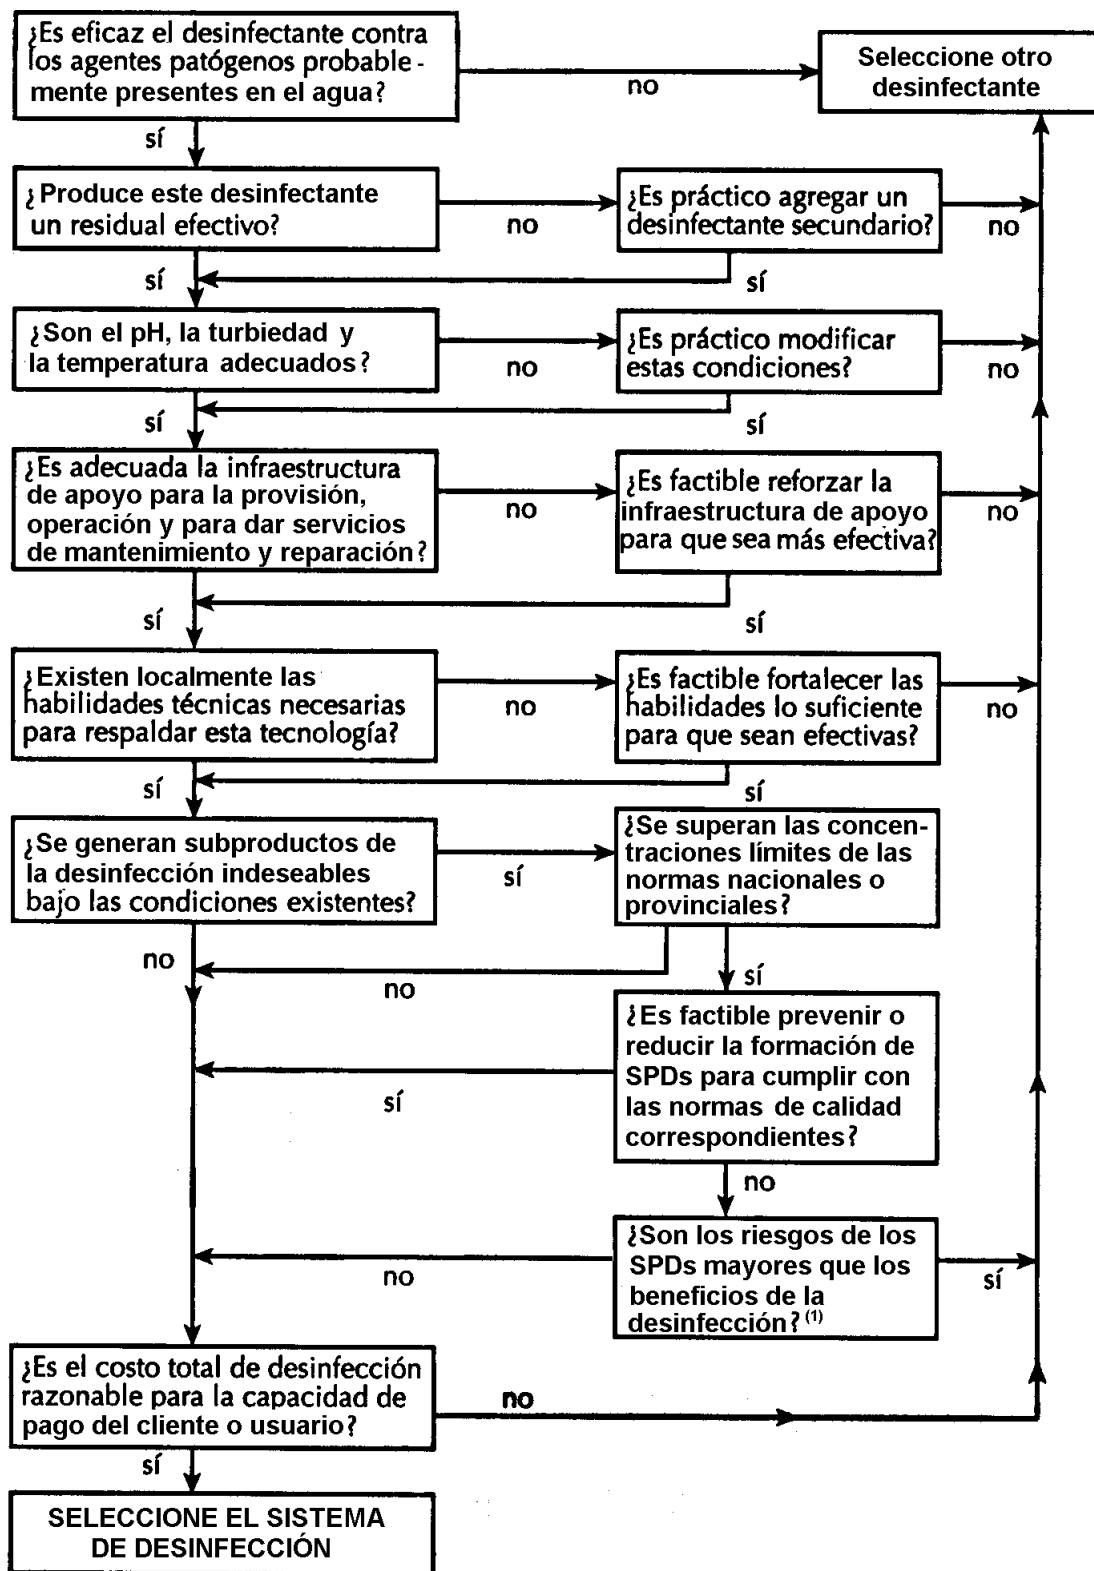 ¿Es eficaz el desinfectante contra
los agentes patógenos probable-
mente presentes en el agua?
no
Seleccione otro
desinfectante
sí
¿Produce este desinfectante
un residual efectivo?
no
¿Es práctico agregar un
desinfectante secundario?
no
sí
sí
¿Son el pH, la turbiedad y
la temperatura adecuados?
no
¿Es práctico modificar
estas condiciones?
no
sí
sí
¿Es adecuada la infraestructura
de apoyo para la provisión,
operación y para dar servicios
de mantenimiento y reparación?
no
¿Es factible reforzar la
infraestructura de apoyo
para que sea más efectiva?
no
sí
sí
¿Existen localmente las
habilidades técnicas necesarias
para respaldar esta tecnología?
no
¿Es factible fortalecer las
habilidades lo suficiente
para que sean efectivas?
no
sí
sí
¿Se generan subproductos de
la desinfección indeseables
bajo las condiciones existentes?
sí
¿Se superan las concen-
traciones límites de las
normas nacionales o
provinciales?
no
no
sí
¿Es factible prevenir o
reducir la formación de
SPDs para cumplir con
las normas de calidad
correspondientes?
sí
no
¿Son los riesgos de los
SPDs mayores que los
beneficios de la
desinfección? (1)
no
sí
¿Es el costo total de desinfección
razonable para la capacidad de
pago del cliente o usuario?
no
sí
SELECCIONE EL SISTEMA
DE DESINFECCIÓN